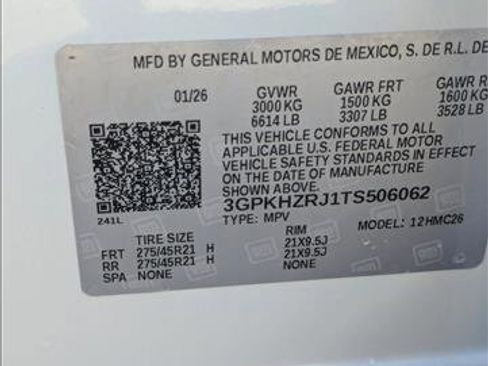 MFD BY GENERAL MOTORS DE MEXICO, S. DE R.L. DE
01/26 GVWR GAWR FRT GAWR R
3000 KG 1500 KG 1600 KG
6614 LB 3307 LB 3528 LB
THIS VEHICLE CONFORMS TO ALL
APPLICABLE U.S. FEDERAL MOTOR
VEHICLE SAFETY STANDARDS IN EFFECT
ON THE DATE OF MANUFACTURE
SHOWN ABOVE.
3GPKHZRJ1TS506062
241L TYPE: MPV MODEL: 12HMC26
TIRE SIZE RIM
FRT 275/45R21 H 21X9.5J
RR 275/45R21 H 21X9.5J
SPA NONE NONE